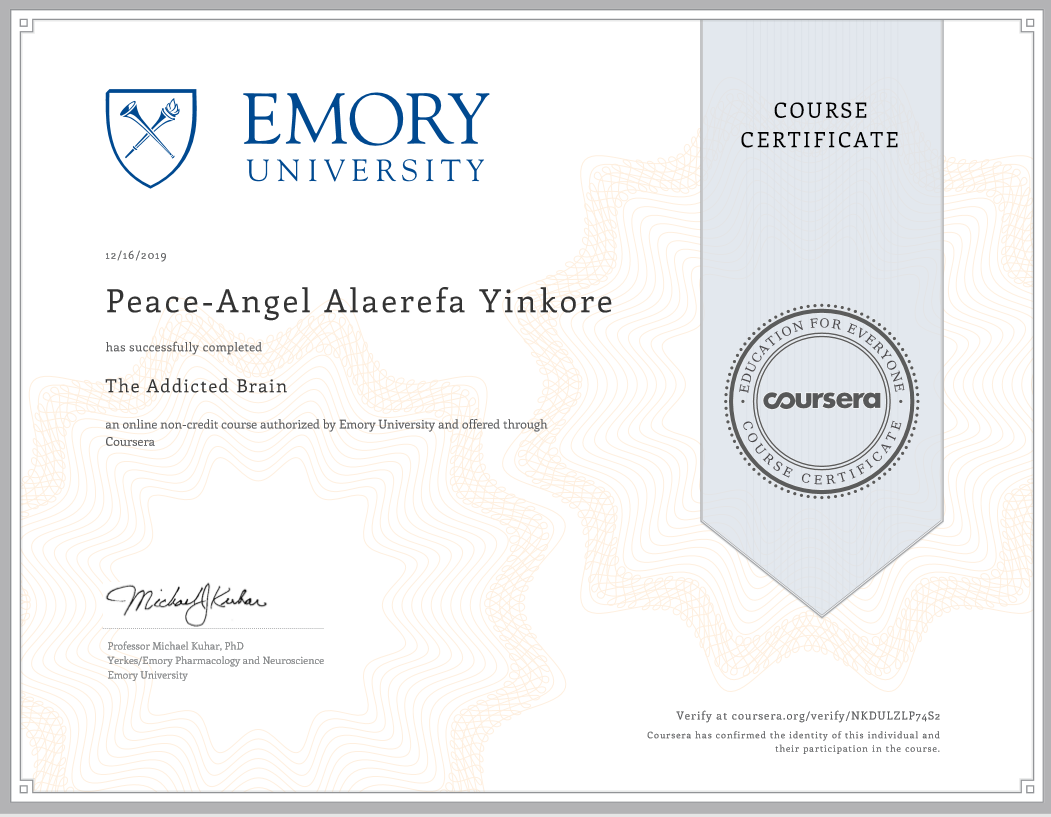 EMORY
UNIVERSITY
COURSE
CERTIFICATE
12/16/2019
Peace-Angel Alaerefa Yinkore
has successfully completed
The Addicted Brain
an online non-credit course authorized by Emory University and offered through
Coursera
EDUCATION FOR EVERYONE
coursera
COURSE CERTIFICATE
Michael J Kuhar
Professor Michael Kuhar, PhD
Yerkes/Emory Pharmacology and Neuroscience
Emory University
Verify at coursera.org/verify/NKDULZLP74S2
Coursera has confirmed the identity of this individual and
their participation in the course.